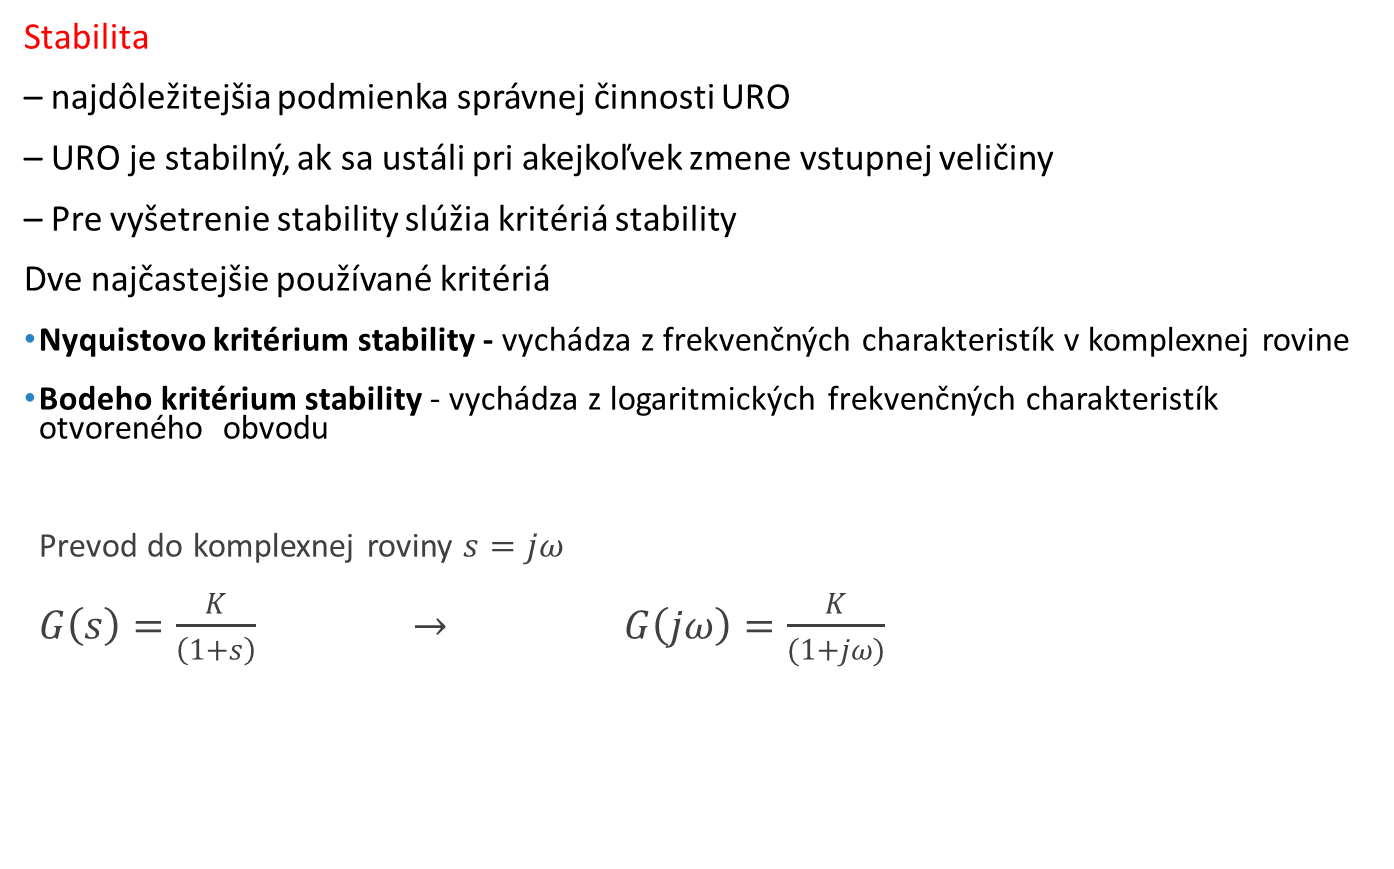 Stabilita
– najdôležitejšia podmienka správnej činnosti URO
– URO je stabilný, ak sa ustáli pri akejkoľvek zmene vstupnej veličiny
– Pre vyšetrenie stability slúžia kritériá stability
Dve najčastejšie používané kritériá
•Nyquistovo kritérium stability - vychádza z frekvenčných charakteristík v komplexnej rovine
•Bodeho kritérium stability - vychádza z logaritmických frekvenčných charakteristík
otvoreného obvodu
Prevod do komplexnej roviny s = jω
G(s) = K/(1+s) → G(jω) = K/(1+jω)